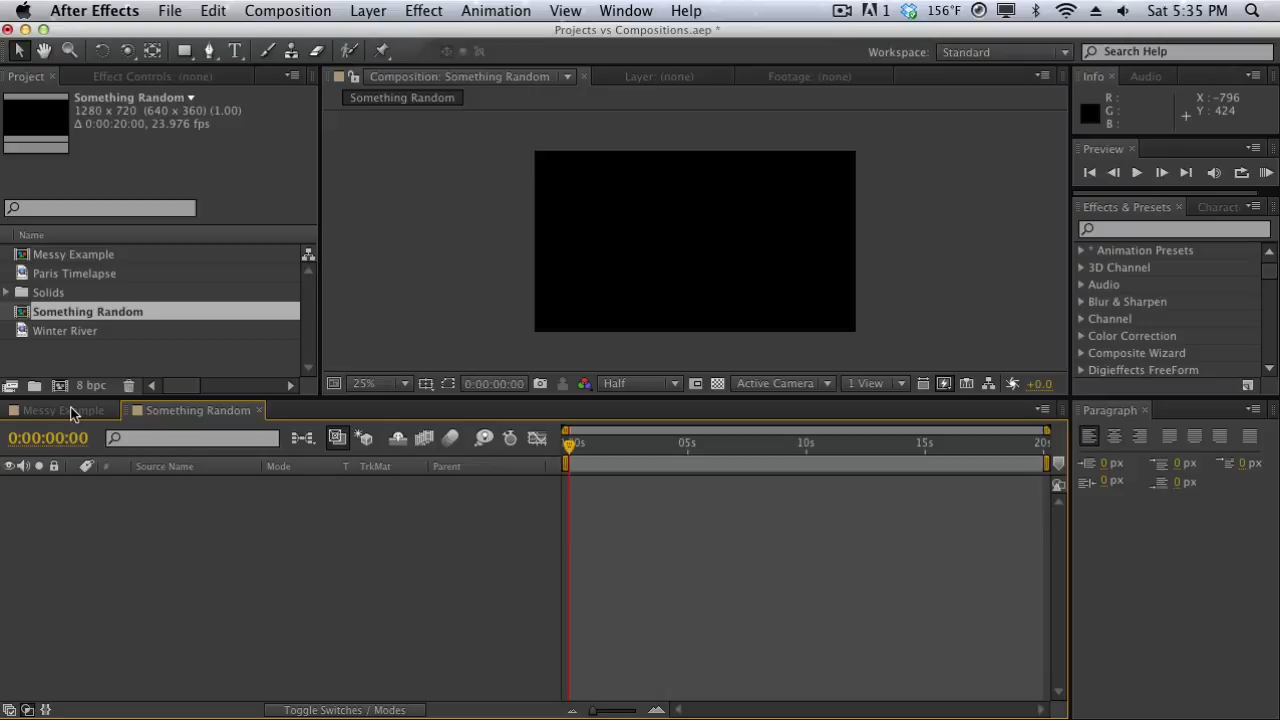 After Effects File Edit Composition Layer Effect Animation View Window Help 1 156°F Sat 5:35 PM
Projects vs Compositions.aep *
Workspace: Standard Search Help
Project Effect Controls: (none) Composition: Something Random Layer: (none) Footage: (none) Info Audio
Something Random
1280 x 720 (640 x 360) (1.00)
Δ 0:00:20:00, 23.976 fps
Something Random
R :
G :
B :
X : -796
Y : 424
Preview
Effects & Presets Charact
Name
Messy Example
Paris Timelapse
Solids
Something Random
Winter River
* Animation Presets
3D Channel
Audio
Blur & Sharpen
Channel
Color Correction
Composite Wizard
Digieffects FreeForm
8 bpc
25% 0:00:00:00 Half Active Camera 1 View +0.0
Messy Example Something Random
Paragraph
0:00:00:00
00s 05s 10s 15s 20s
# Source Name Mode T TrkMat Parent
0 px 0 px 0 px
0 px 0 px
Toggle Switches / Modes